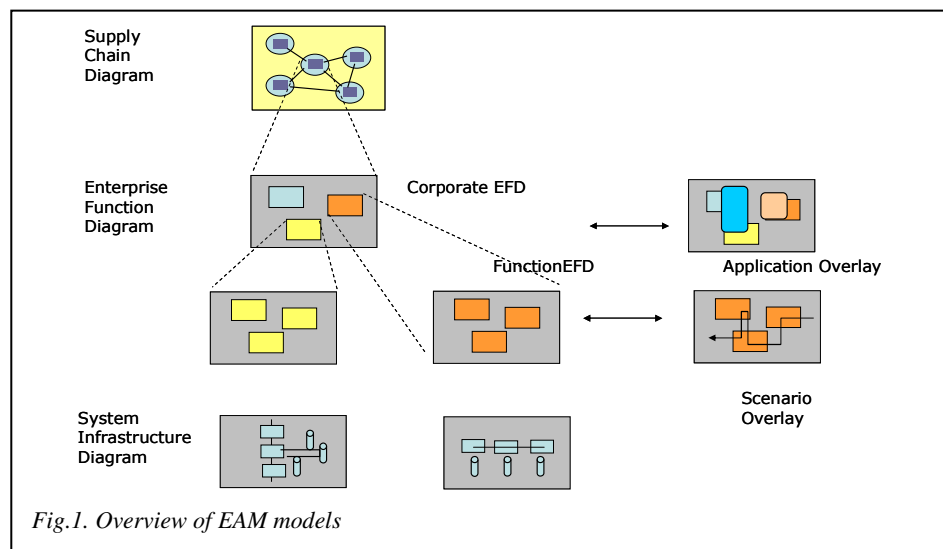 Supply
Chain
Diagram
Enterprise
Function
Diagram
Corporate EFD
FunctionEFD
Application Overlay
System
Infrastructure
Diagram
Scenario
Overlay
Fig.1. Overview of EAM models